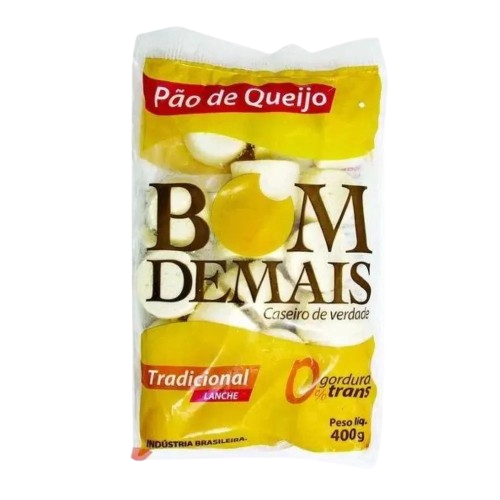 Pão de Queijo
BOM
DEMAIS
Caseiro de verdade
Tradicional
LANCHE
0% gordura
trans
Peso líq.
400g
INDÚSTRIA BRASILEIRA.